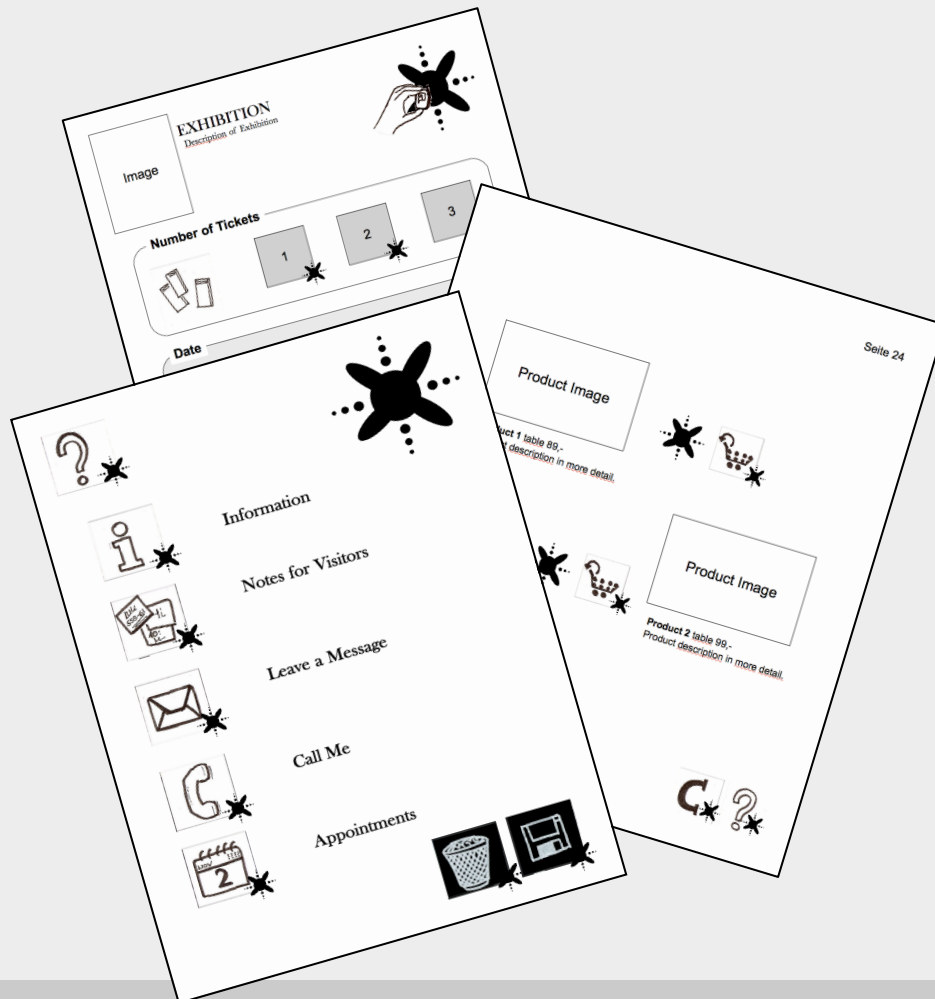 EXHIBITION
Description of Exhibition
Image
Number of Tickets
1
2
3
Date
Seite 24
Product Image
table 89,-
description in more detail.
Product Image
Product 2 table 99,-
Product description in more detail.
C
?
?
i
Information
Notes for Visitors
Leave a Message
Call Me
2
Appointments